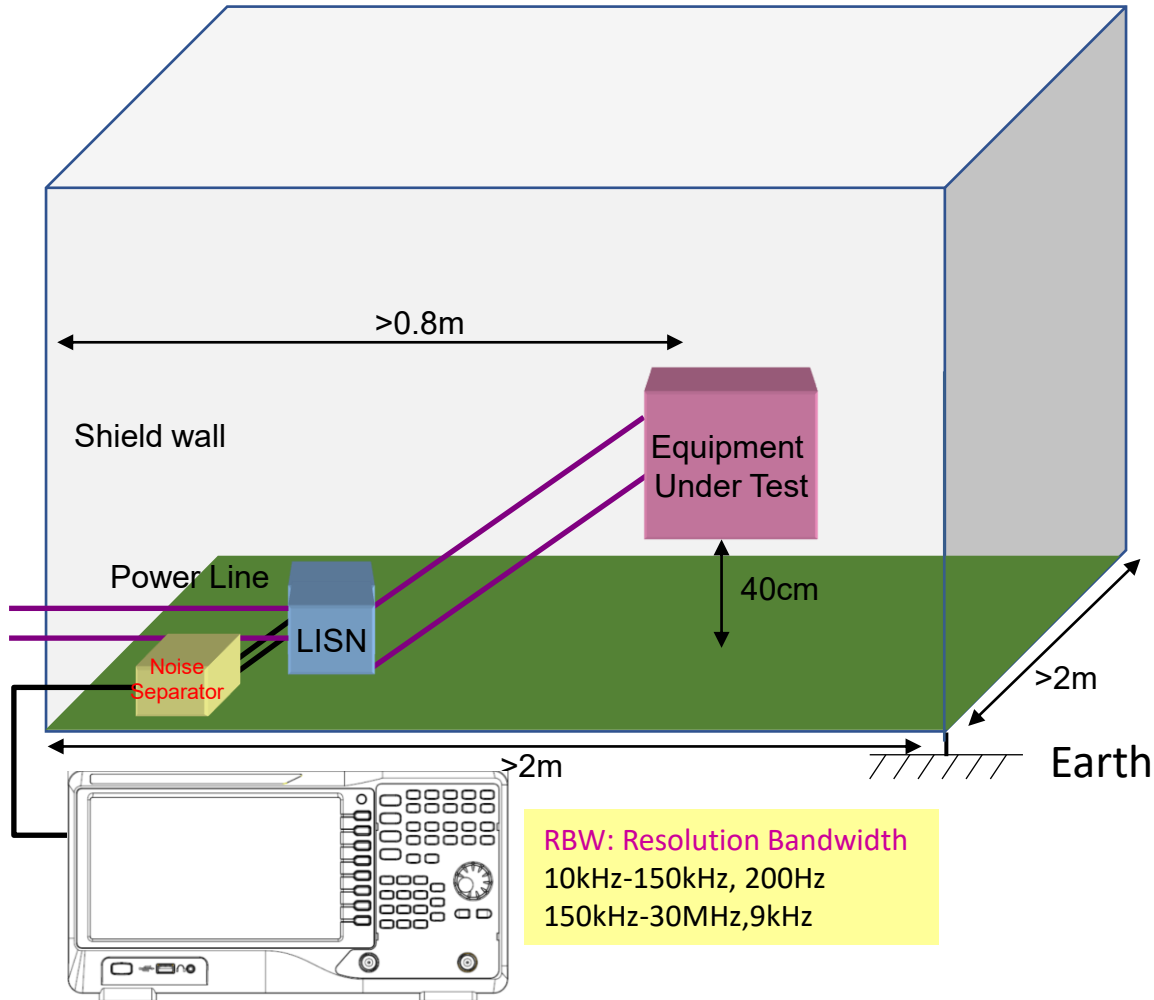 >0.8m
Shield wall
Equipment
Under Test
Power Line
40cm
LISN
Noise
Separator
>2m
>2m
Earth
RBW: Resolution Bandwidth
10kHz-150kHz, 200Hz
150kHz-30MHz,9kHz